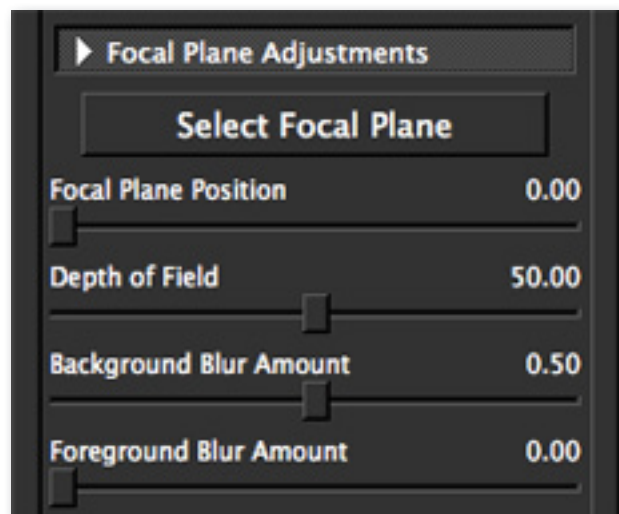 Focal Plane Adjustments
Select Focal Plane
Focal Plane Position 0.00
Depth of Field 50.00
Background Blur Amount 0.50
Foreground Blur Amount 0.00